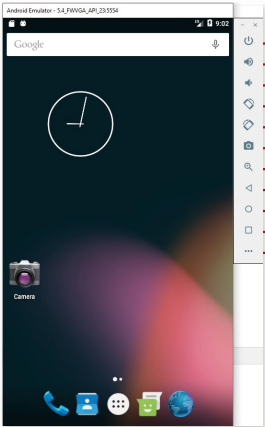 Android Emulator - 5.4_FWVGA_API_23:5554
9:02
Google
Camera